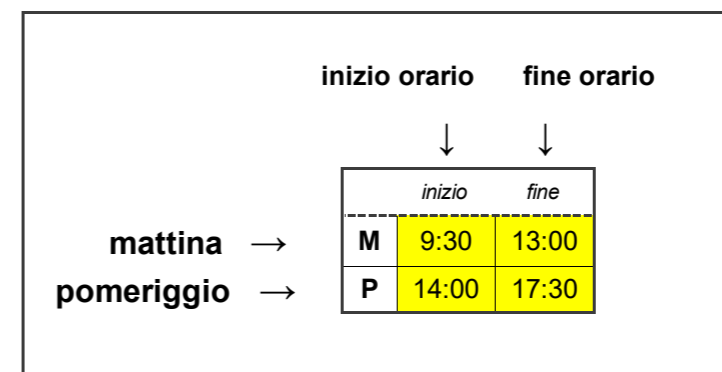 inizio orario fine orario
↓ ↓
inizio fine
mattina → M 9:30 13:00
pomeriggio → P 14:00 17:30